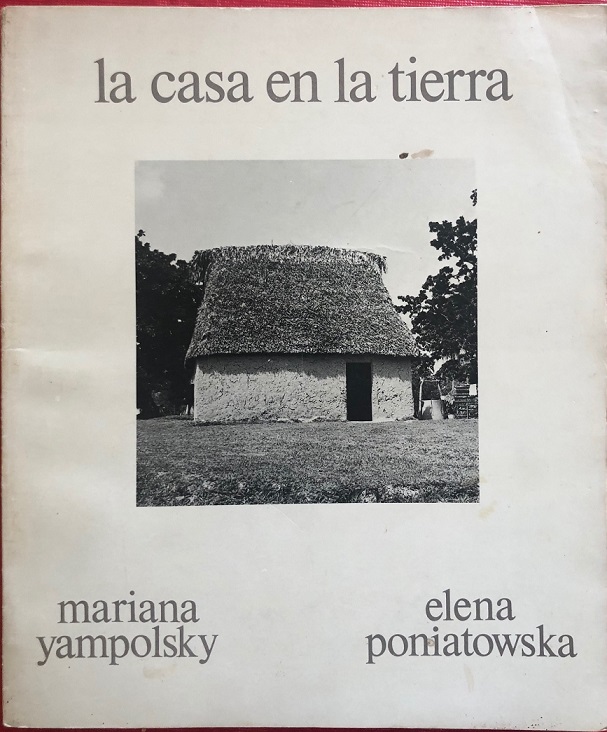 la casa en la tierra
mariana
yampolsky
elena
poniatowska